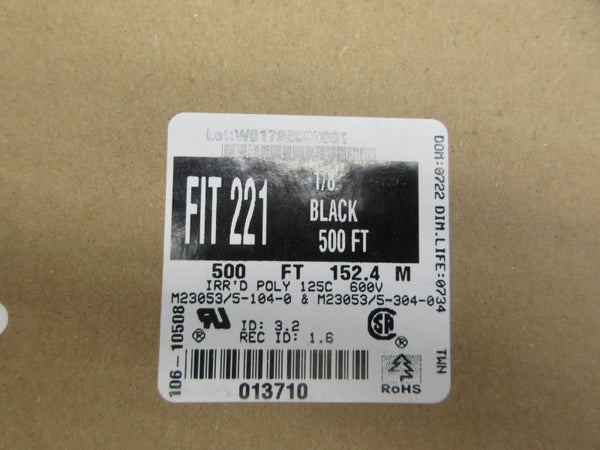 FIT 221
1/8
BLACK
500 FT
500 FT 152.4 M
IRR'D POLY 125C 600V
M23053/5-104-0 & M23053/5-304-0
ID: 3.2
REC ID: 1.6
013710
RoHS
106-10508
DOM:0722 DIM.LIFE:0734
TWN